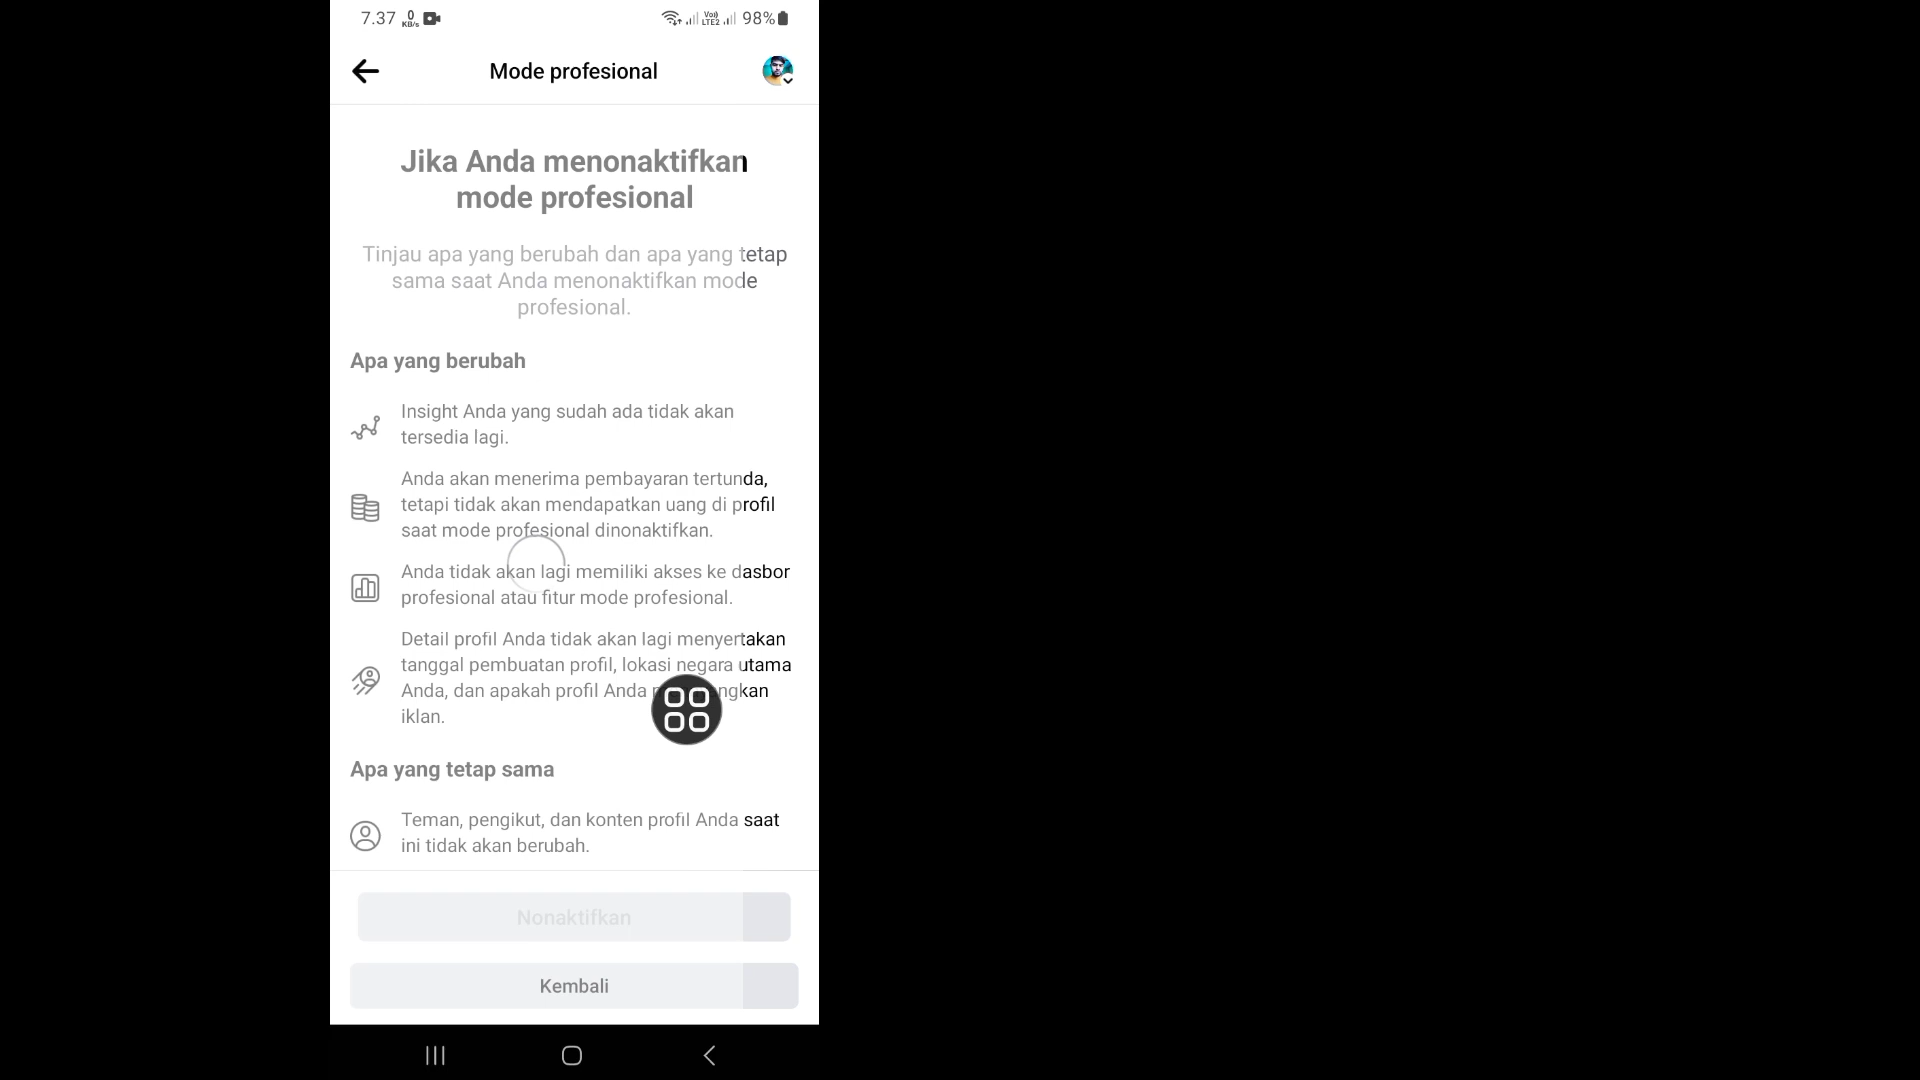 7.37 0 KB/s Vo) LTE2 98%
Mode profesional
Jika Anda menonaktifkan
mode profesional
Tinjau apa yang berubah dan apa yang tetap
sama saat Anda menonaktifkan mode
profesional.
Apa yang berubah
Insight Anda yang sudah ada tidak akan
tersedia lagi.
Anda akan menerima pembayaran tertunda,
tetapi tidak akan mendapatkan uang di profil
saat mode profesional dinonaktifkan.
Anda tidak akan lagi memiliki akses ke dasbor
profesional atau fitur mode profesional.
Detail profil Anda tidak akan lagi menyertakan
tanggal pembuatan profil, lokasi negara utama
Anda, dan apakah profil Anda
iklan.
Apa yang tetap sama
Teman, pengikut, dan konten profil Anda saat
ini tidak akan berubah.
Nonaktifkan
Kembali